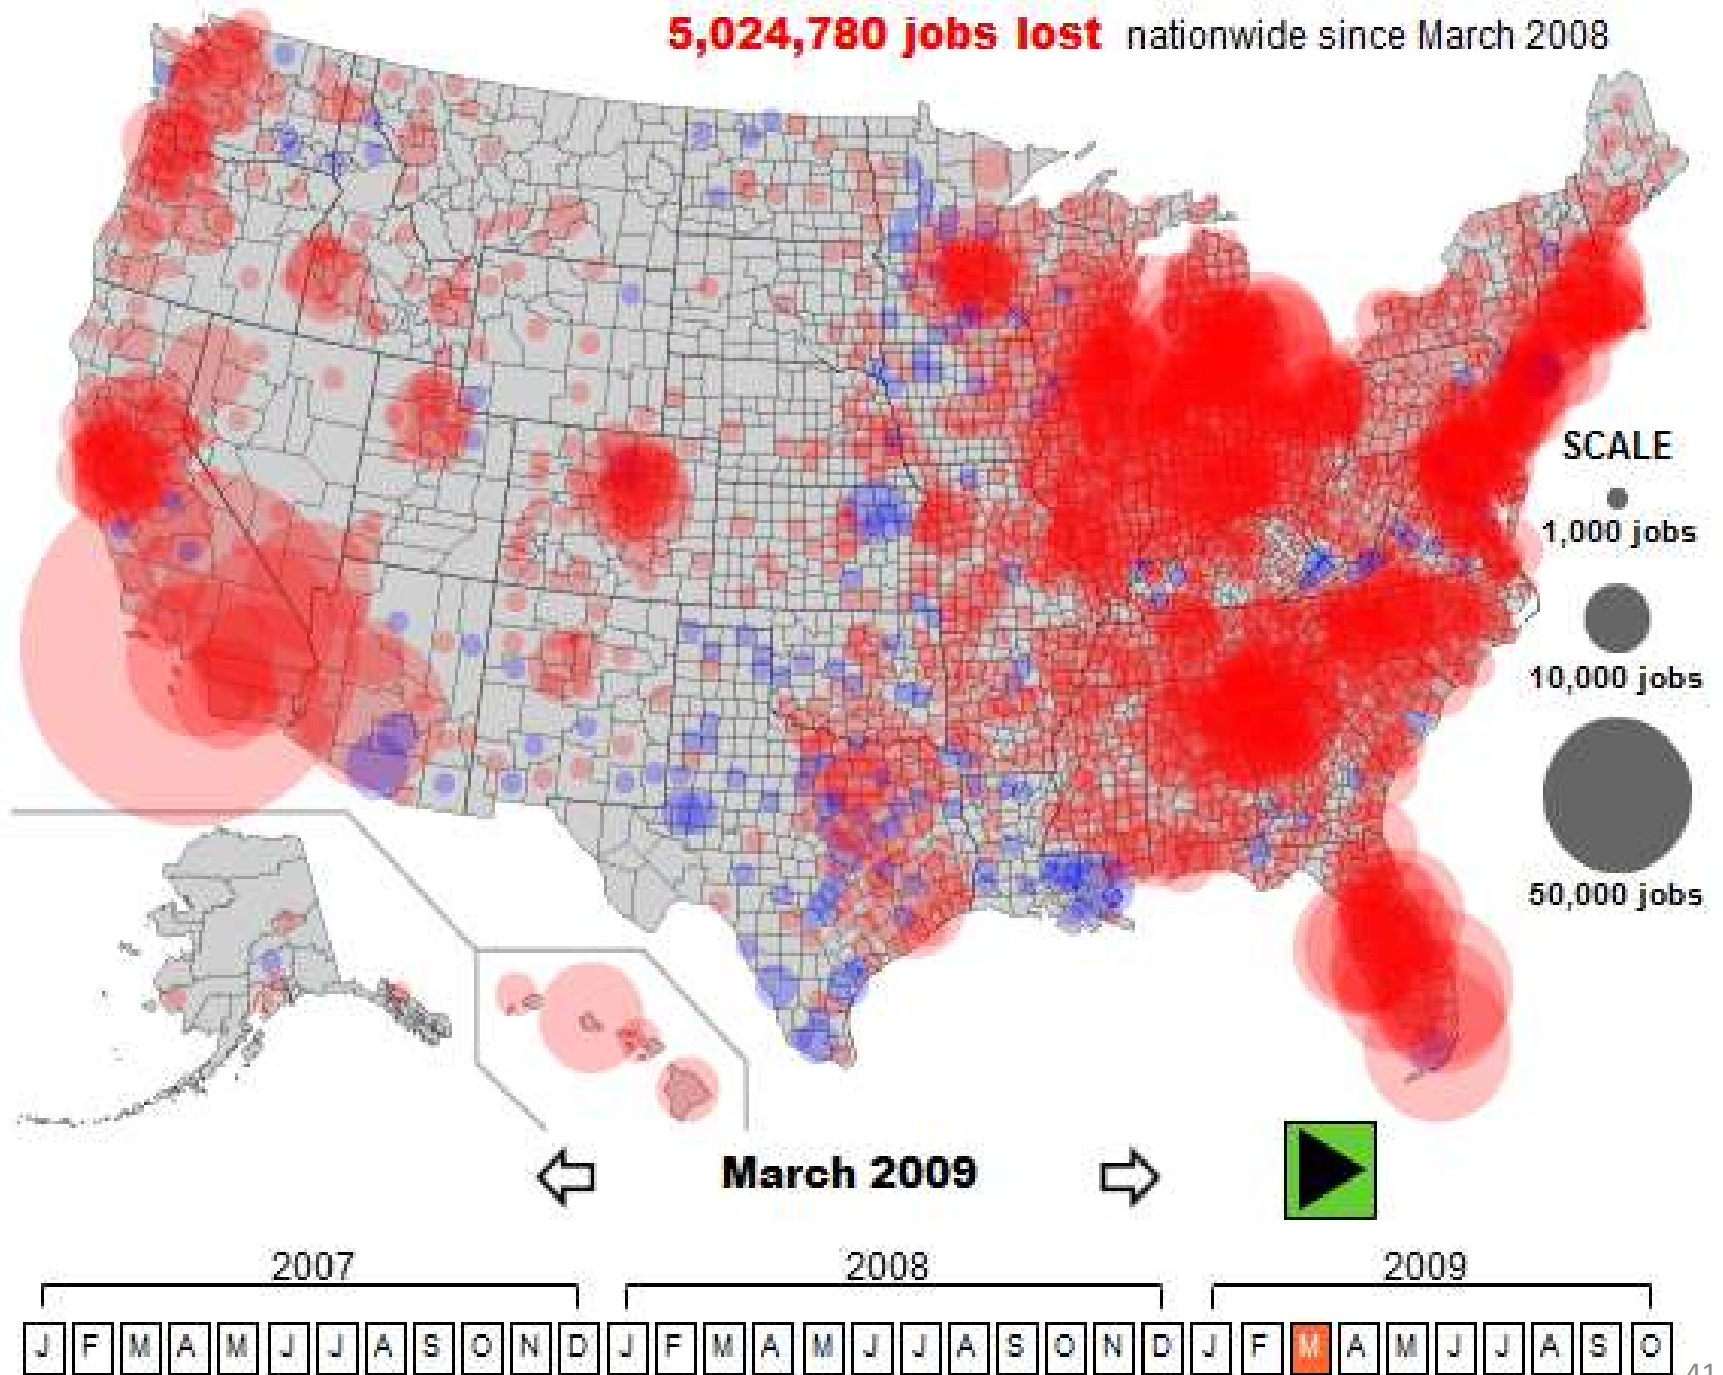 5,024,780 jobs lost nationwide since March 2008
SCALE
1,000 jobs
10,000 jobs
50,000 jobs
March 2009
2007 2008 2009
J F M A M J J A S O N D J F M A M J J A S O N D J F M A M J J A S O
41